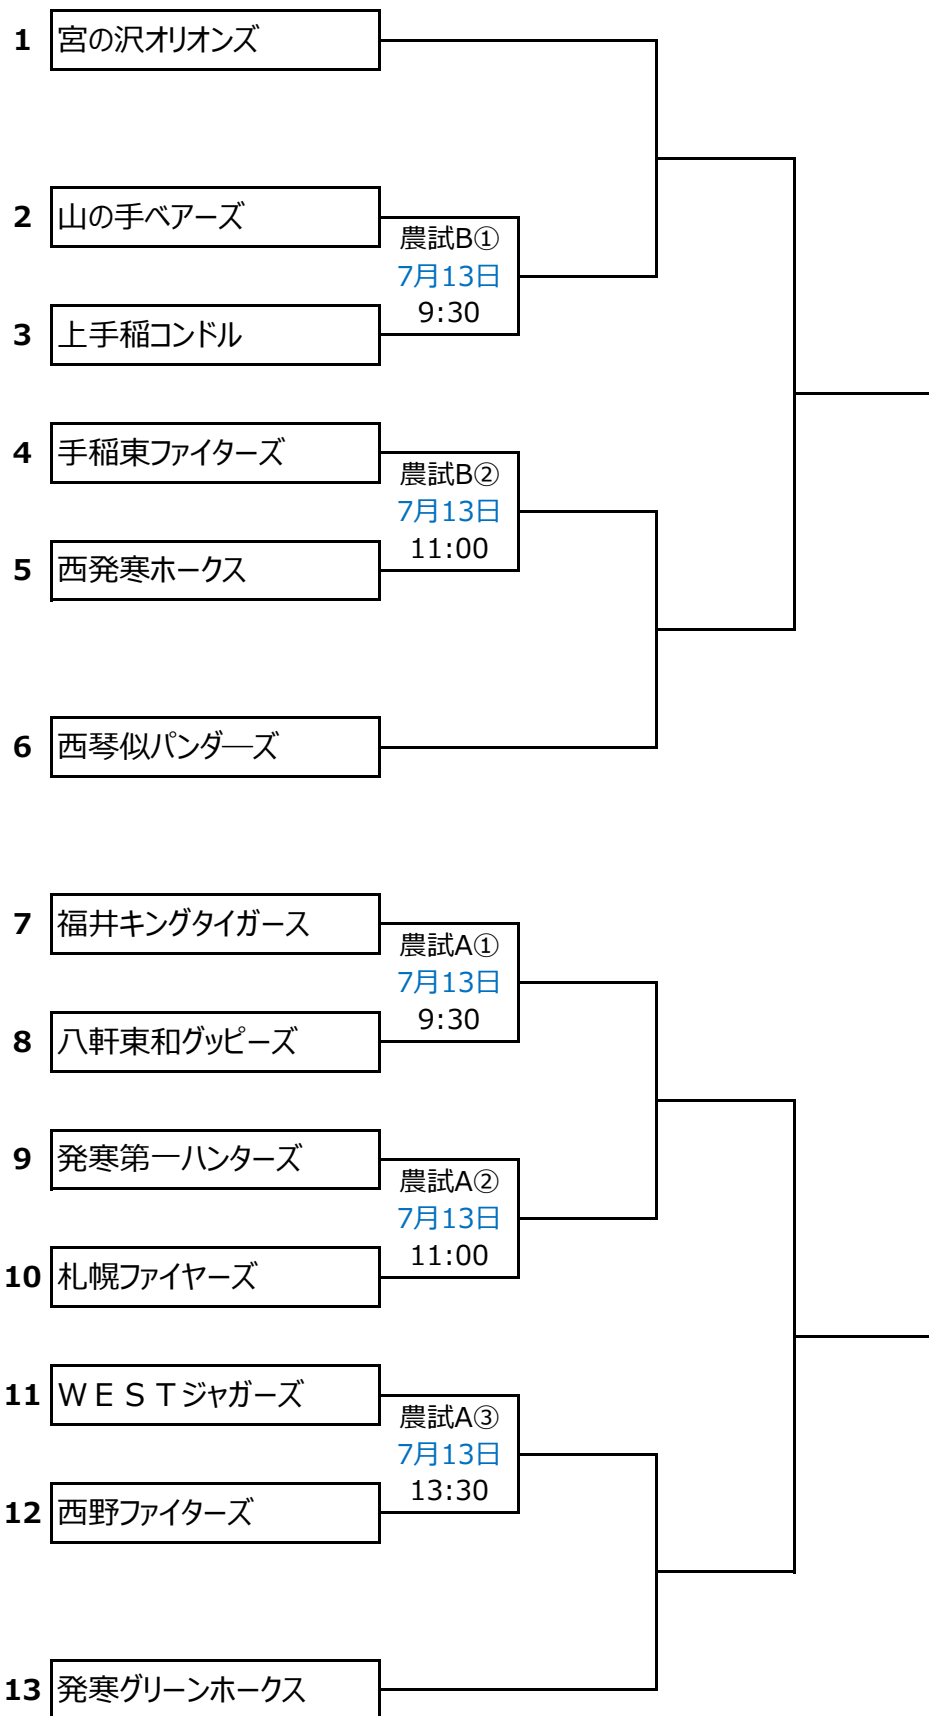 1 宮の沢オリオンズ
2 山の手ベアーズ
農試B①
7月13日
9:30
3 上手稲コンドル
4 手稲東ファイターズ
農試B②
7月13日
11:00
5 西発寒ホークス
6 西琴似パンダ―ズ
7 福井キングタイガース
農試A①
7月13日
9:30
8 八軒東和グッピーズ
9 発寒第一ハンターズ
農試A②
7月13日
11:00
10 札幌ファイヤーズ
11 ＷＥＳＴジャガーズ
農試A③
7月13日
13:30
12 西野ファイターズ
13 発寒グリーンホークス